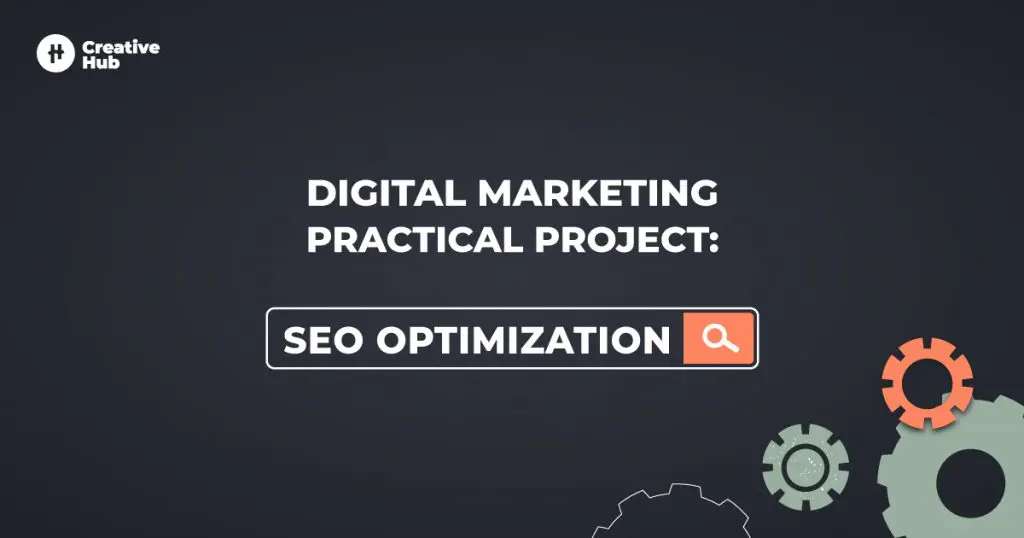 Creative
Hub
DIGITAL MARKETING
PRACTICAL PROJECT:
SEO OPTIMIZATION